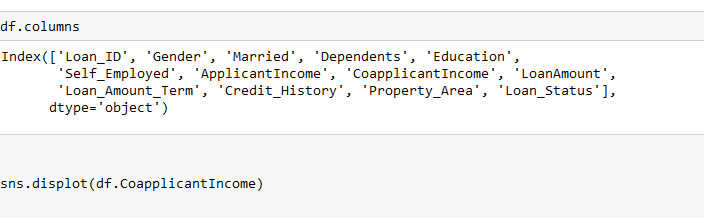 df.columns
Index(['Loan_ID', 'Gender', 'Married', 'Dependents', 'Education',
'Self_Employed', 'ApplicantIncome', 'CoapplicantIncome', 'LoanAmount',
'Loan_Amount_Term', 'Credit_History', 'Property_Area', 'Loan_Status'],
dtype='object')
sns.displot(df.CoapplicantIncome)